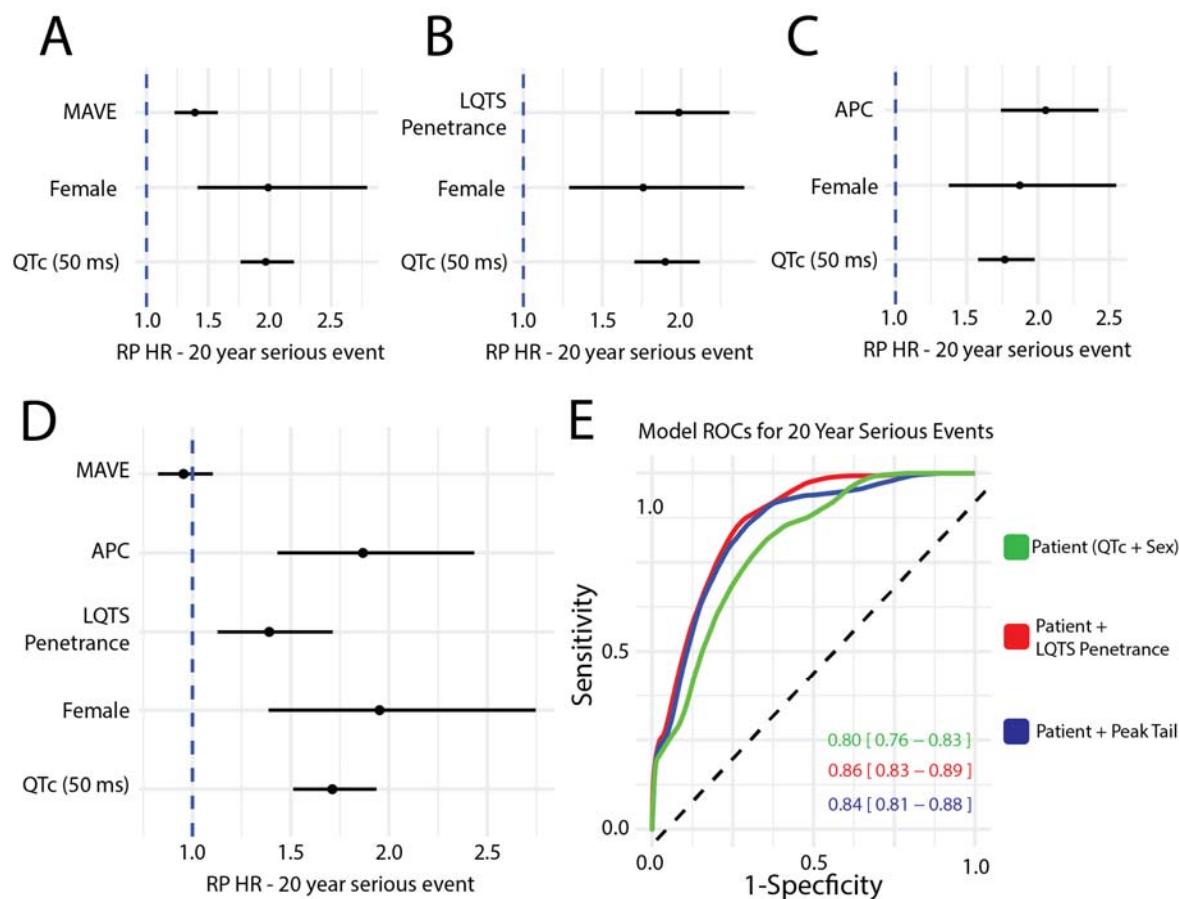 A
MAVE
Female
QTc (50 ms)
1.0 1.5 2.0 2.5
RP HR - 20 year serious event
B
LQTS
Penetrance
Female
QTc (50 ms)
1.0 2.0
RP HR - 20 year serious event
C
APC
Female
QTc (50 ms)
1.0 1.5 2.0 2.5
RP HR - 20 year serious event
D
MAVE
APC
LQTS
Penetrance
Female
QTc (50 ms)
1.0 1.5 2.0 2.5
RP HR - 20 year serious event
E
Model ROCs for 20 Year Serious Events
1.0
0.5
0.0
Sensitivity
0.80 [ 0.76 – 0.83 ]
0.86 [ 0.83 – 0.89 ]
0.84 [ 0.81 – 0.88 ]
0.0 0.5 1.0
1-Specficity
Patient (QTc + Sex)
Patient +
LQTS Penetrance
Patient + Peak Tail